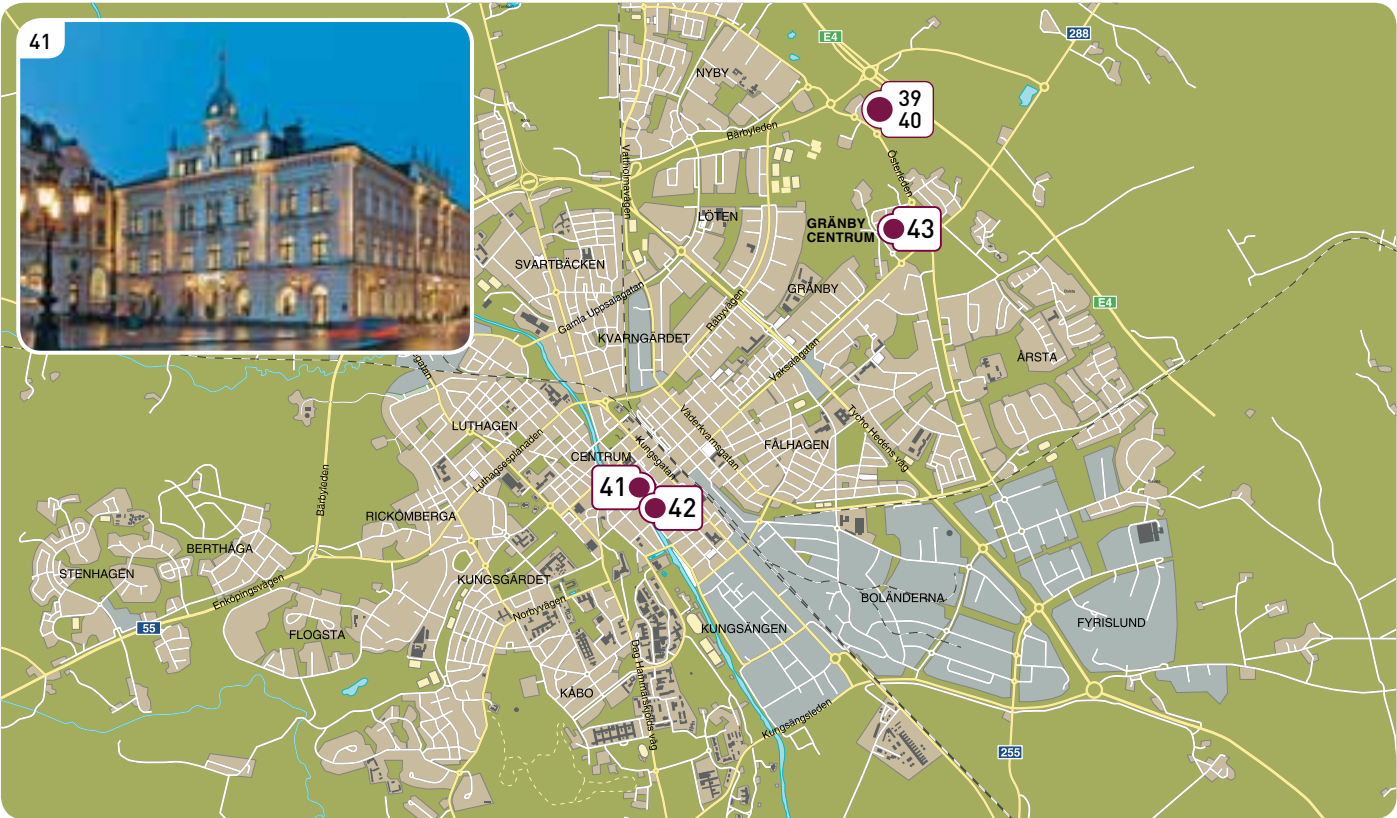 41
E4
288
NYBY
39
40
Bärbyleden
Vattholmavägen
Österleden
LÖTEN
GRÄNBY
CENTRUM
43
SVARTBÄCKEN
GRÄNBY
Gamla Uppsalagatan
Råbyvägen
E4
KVARNGÄRDET
Vaksalagatan
ÅRSTA
gatan
LUTHAGEN
Väderkvarnsgatan
Tycho Hedéns väg
Luthagsesplanaden
Kungsgatan
FÅLHAGEN
CENTRUM
41
42
Bärbyleden
RICKOMBERGA
BERTHÅGA
STENHAGEN
KUNGSGÄRDET
Enköpingsvägen
Norbyvägen
BOLÄNDERNA
55
FLOGSTA
KUNGSÄNGEN
FYRISLUND
Dag Hammarskjölds väg
KÅBO
Kungsängsleden
255